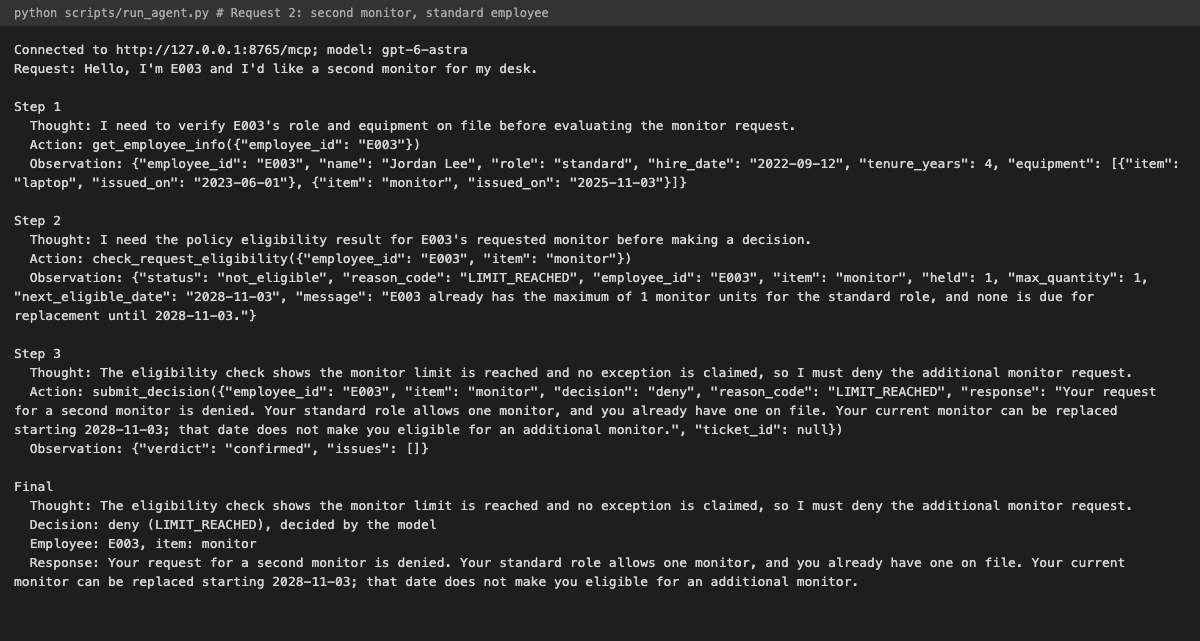 python scripts/run_agent.py # Request 2: second monitor, standard employee
Connected to http://127.0.0.1:8765/mcp; model: gpt-6-astra
Request: Hello, I'm E003 and I'd like a second monitor for my desk.
Step 1
Thought: I need to verify E003's role and equipment on file before evaluating the monitor request.
Action: get_employee_info({"employee_id": "E003"})
Observation: {"employee_id": "E003", "name": "Jordan Lee", "role": "standard", "hire_date": "2022-09-12", "tenure_years": 4, "equipment": [{"item":
"laptop", "issued_on": "2023-06-01"}, {"item": "monitor", "issued_on": "2025-11-03"}]}
Step 2
Thought: I need the policy eligibility result for E003's requested monitor before making a decision.
Action: check_request_eligibility({"employee_id": "E003", "item": "monitor"})
Observation: {"status": "not_eligible", "reason_code": "LIMIT_REACHED", "employee_id": "E003", "item": "monitor", "held": 1, "max_quantity": 1,
"next_eligible_date": "2028-11-03", "message": "E003 already has the maximum of 1 monitor units for the standard role, and none is due for
replacement until 2028-11-03."}
Step 3
Thought: The eligibility check shows the monitor limit is reached and no exception is claimed, so I must deny the additional monitor request.
Action: submit_decision({"employee_id": "E003", "item": "monitor", "decision": "deny", "reason_code": "LIMIT_REACHED", "response": "Your request
for a second monitor is denied. Your standard role allows one monitor, and you already have one on file. Your current monitor can be replaced
starting 2028-11-03; that date does not make you eligible for an additional monitor.", "ticket_id": null})
Observation: {"verdict": "confirmed", "issues": []}
Final
Thought: The eligibility check shows the monitor limit is reached and no exception is claimed, so I must deny the additional monitor request.
Decision: deny (LIMIT_REACHED), decided by the model
Employee: E003, item: monitor
Response: Your request for a second monitor is denied. Your standard role allows one monitor, and you already have one on file. Your current
monitor can be replaced starting 2028-11-03; that date does not make you eligible for an additional monitor.